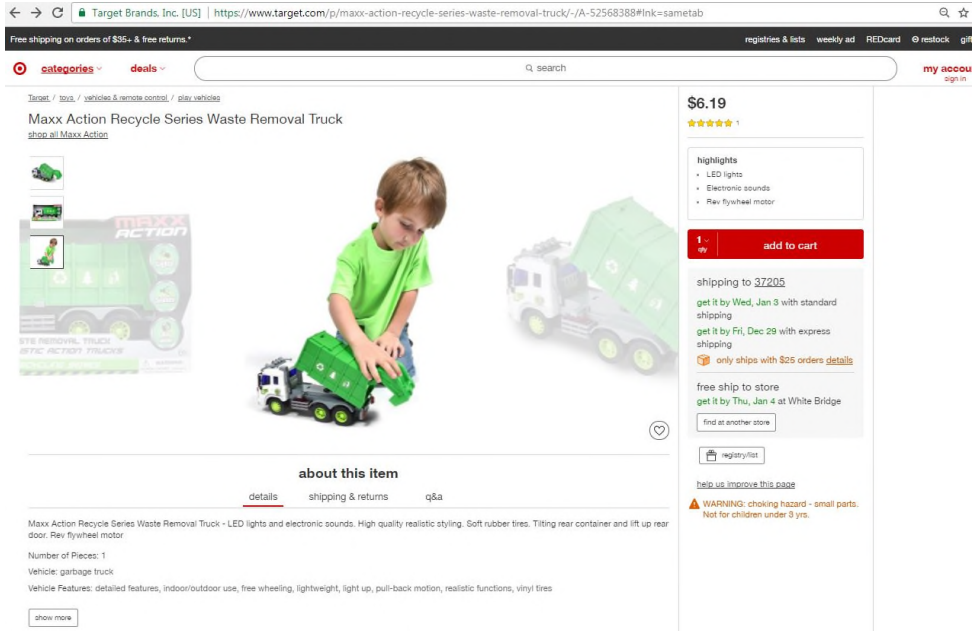 Target Brands, Inc. [US] | https://www.target.com/p/maxx-action-recycle-series-waste-removal-truck/-/A-52568388#lnk=sametab
Free shipping on orders of $35+ & free returns.*
registries & lists weekly ad REDcard restock gift
categories deals search my accou
sign in
Target / toys / vehicles & remote control / play vehicles
Maxx Action Recycle Series Waste Removal Truck
shop all Maxx Action
MAXX
ACTION
$6.19
1
highlights
LED lights
Electronic sounds
Rev flywheel motor
1
qty
add to cart
shipping to 37205
get it by Wed, Jan 3 with standard
shipping
get it by Fri, Dec 29 with express
shipping
only ships with $25 orders details
free ship to store
get it by Thu, Jan 4 at White Bridge
find at another store
registry/list
help us improve this page
WARNING: choking hazard - small parts.
Not for children under 3 yrs.
about this item
details shipping & returns q&a
Maxx Action Recycle Series Waste Removal Truck - LED lights and electronic sounds. High quality realistic styling. Soft rubber tires. Tilting rear container and lift up rear
door. Rev flywheel motor
Number of Pieces: 1
Vehicle: garbage truck
Vehicle Features: detailed features, indoor/outdoor use, free wheeling, lightweight, light up, pull-back motion, realistic functions, vinyl tires
show more